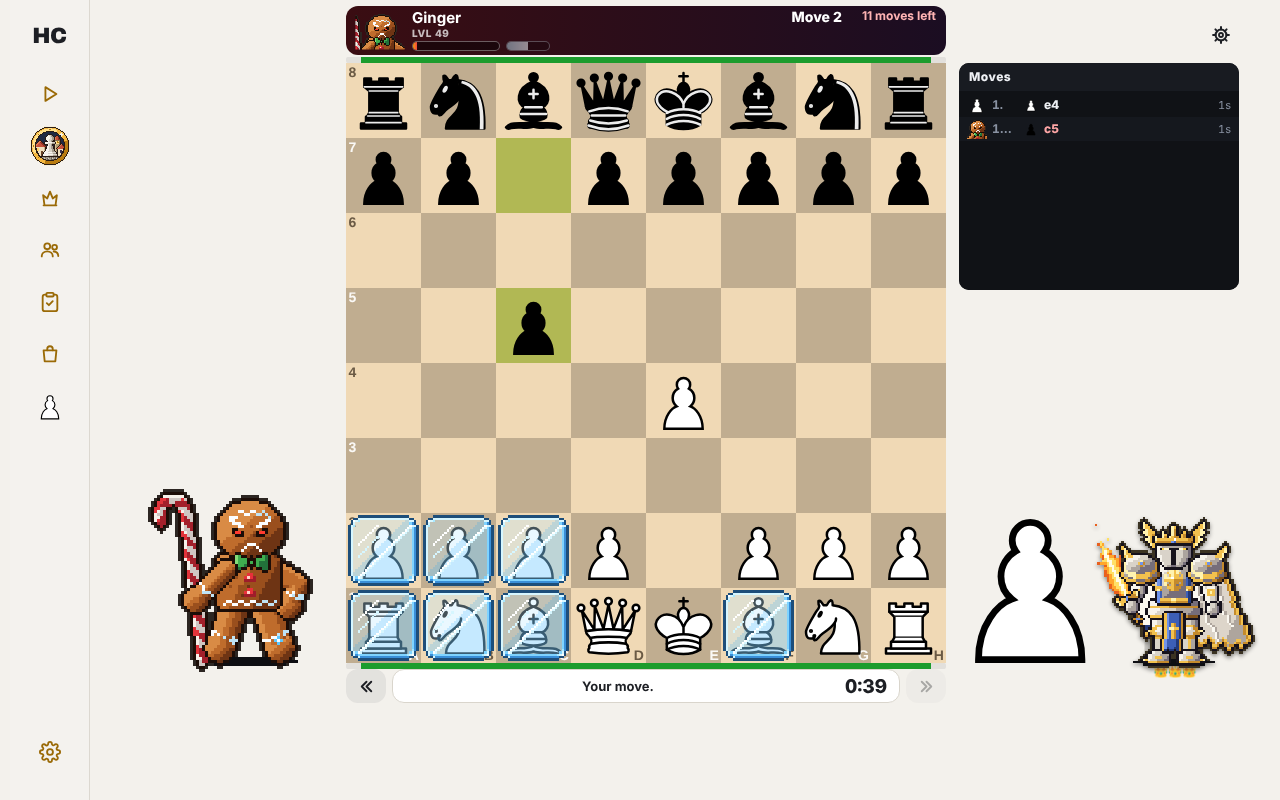 HC
Ginger
LVL 49
Move 2
11 moves left
Moves
1. e4 1s
1... c5 1s
8
7
6
5
4
3
D E G H
Your move.
0:39